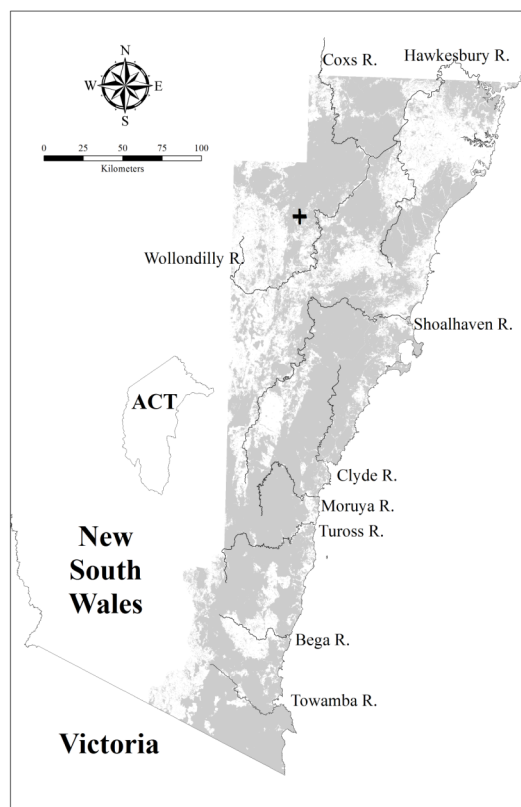 Coxs R.
Hawkesbury R.
N
W
E
S
0 25 50 100
Kilometers
Wollondilly R.
Shoalhaven R.
ACT
Clyde R.
Moruya R.
Tuross R.
New
South
Wales
Bega R.
Towamba R.
Victoria